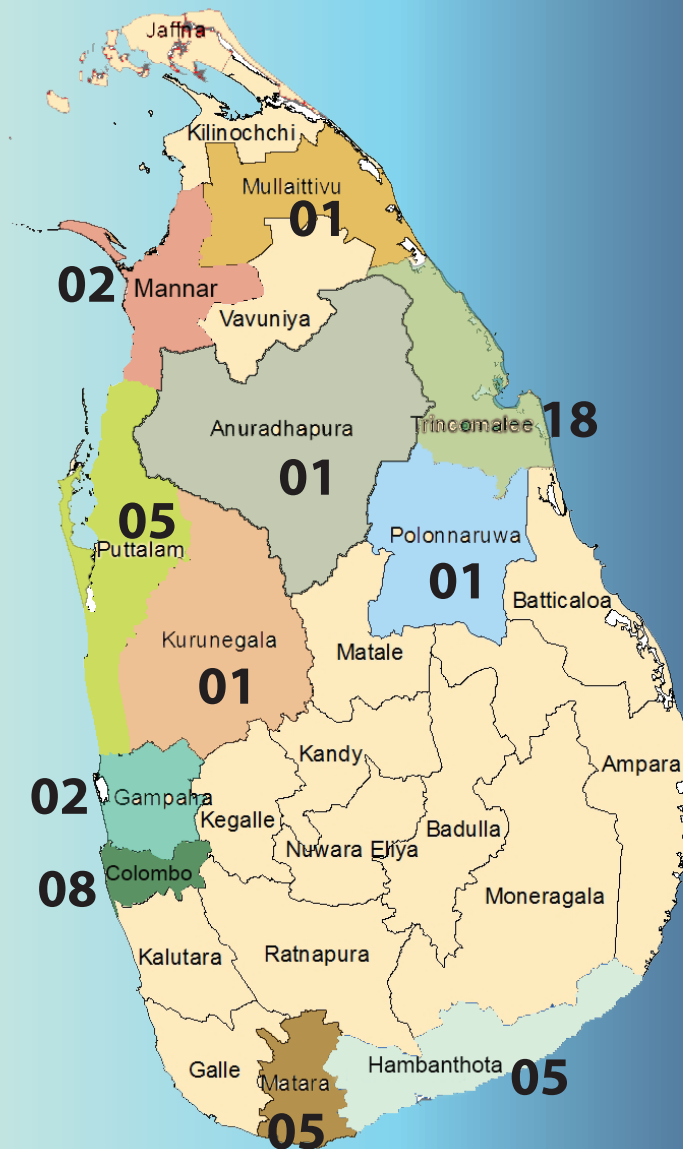 Jaffna
Kilinochchi
Mullaittivu
01
02
Mannar
Vavuniya
Anuradhapura
01
Trincomalee
18
05
Puttalam
Polonnaruwa
01
Batticaloa
Kurunegala
01
Matale
Kandy
Ampara
02
Gampaha
Kegalle
Badulla
Nuwara Eliya
08
Colombo
Moneragala
Kalutara
Ratnapura
Galle
Matara
05
Hambanthota
05